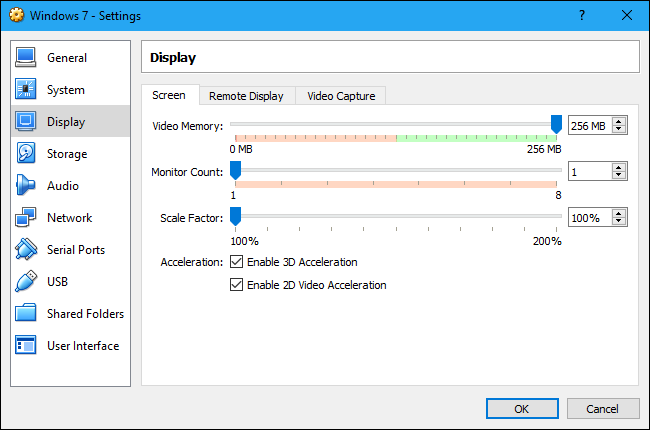 Windows 7 - Settings
?
General
System
Display
Storage
Audio
Network
Serial Ports
USB
Shared Folders
User Interface
Display
Screen Remote Display Video Capture
Video Memory: 256 MB
0 MB 256 MB
Monitor Count: 1
1 8
Scale Factor: 100%
100% 200%
Acceleration: Enable 3D Acceleration
Enable 2D Video Acceleration
OK Cancel